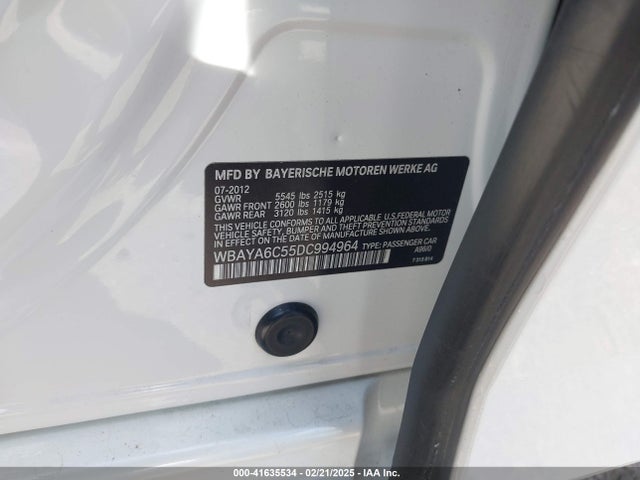 MFD BY BAYERISCHE MOTOREN WERKE AG
07-2012
GVWR 5545 lbs 2515 kg
GAWR FRONT 2600 lbs 1179 kg
GAWR REAR 3120 lbs 1415 kg
THIS VEHICLE CONFORMS TO ALL APPLICABLE U.S.FEDERAL MOTOR
VEHICLE SAFETY, BUMPER AND THEFT PREVENTION STANDARDS
IN EFFECT ON THE DATE OF MANUFACTURE SHOWN ABOVE.
WBAYA6C55DC994964 TYPE: PASSENGER CAR
A96/0
000-41635534 / 02/21/2025 - IAA Inc.